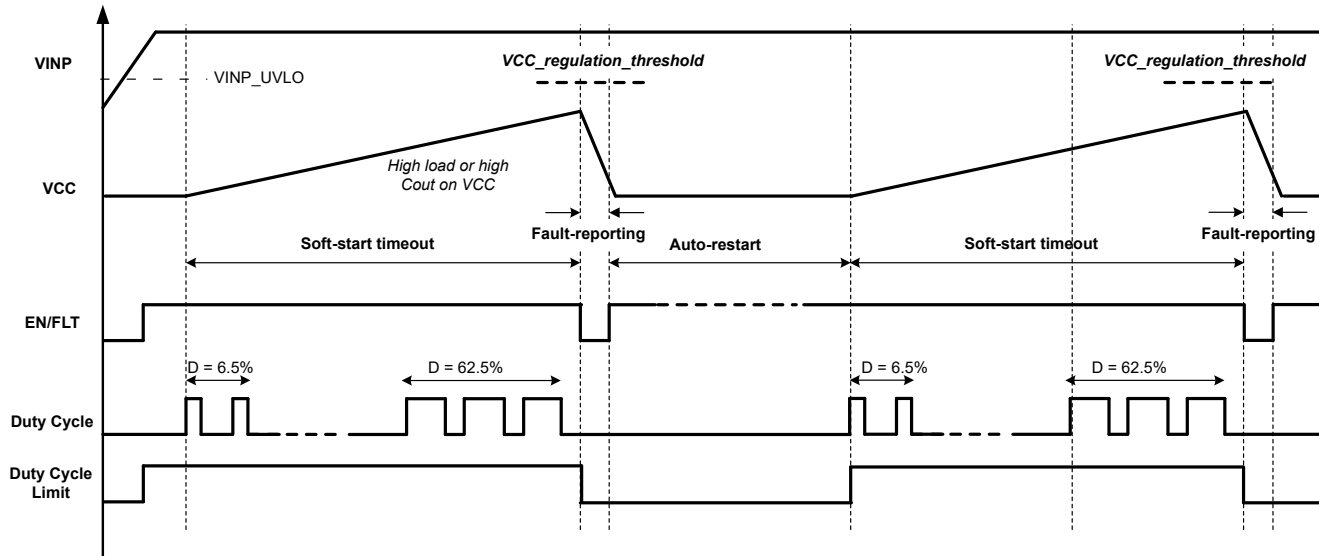 VINP
VINP_UVLO
VCC_regulation_threshold
VCC_regulation_threshold
VCC
High load or high
Cout on VCC
Soft-start timeout
Fault-reporting
Auto-restart
Soft-start timeout
Fault-reporting
EN/FLT
D = 6.5%
D = 62.5%
D = 6.5%
D = 62.5%
Duty Cycle
Duty Cycle
Limit